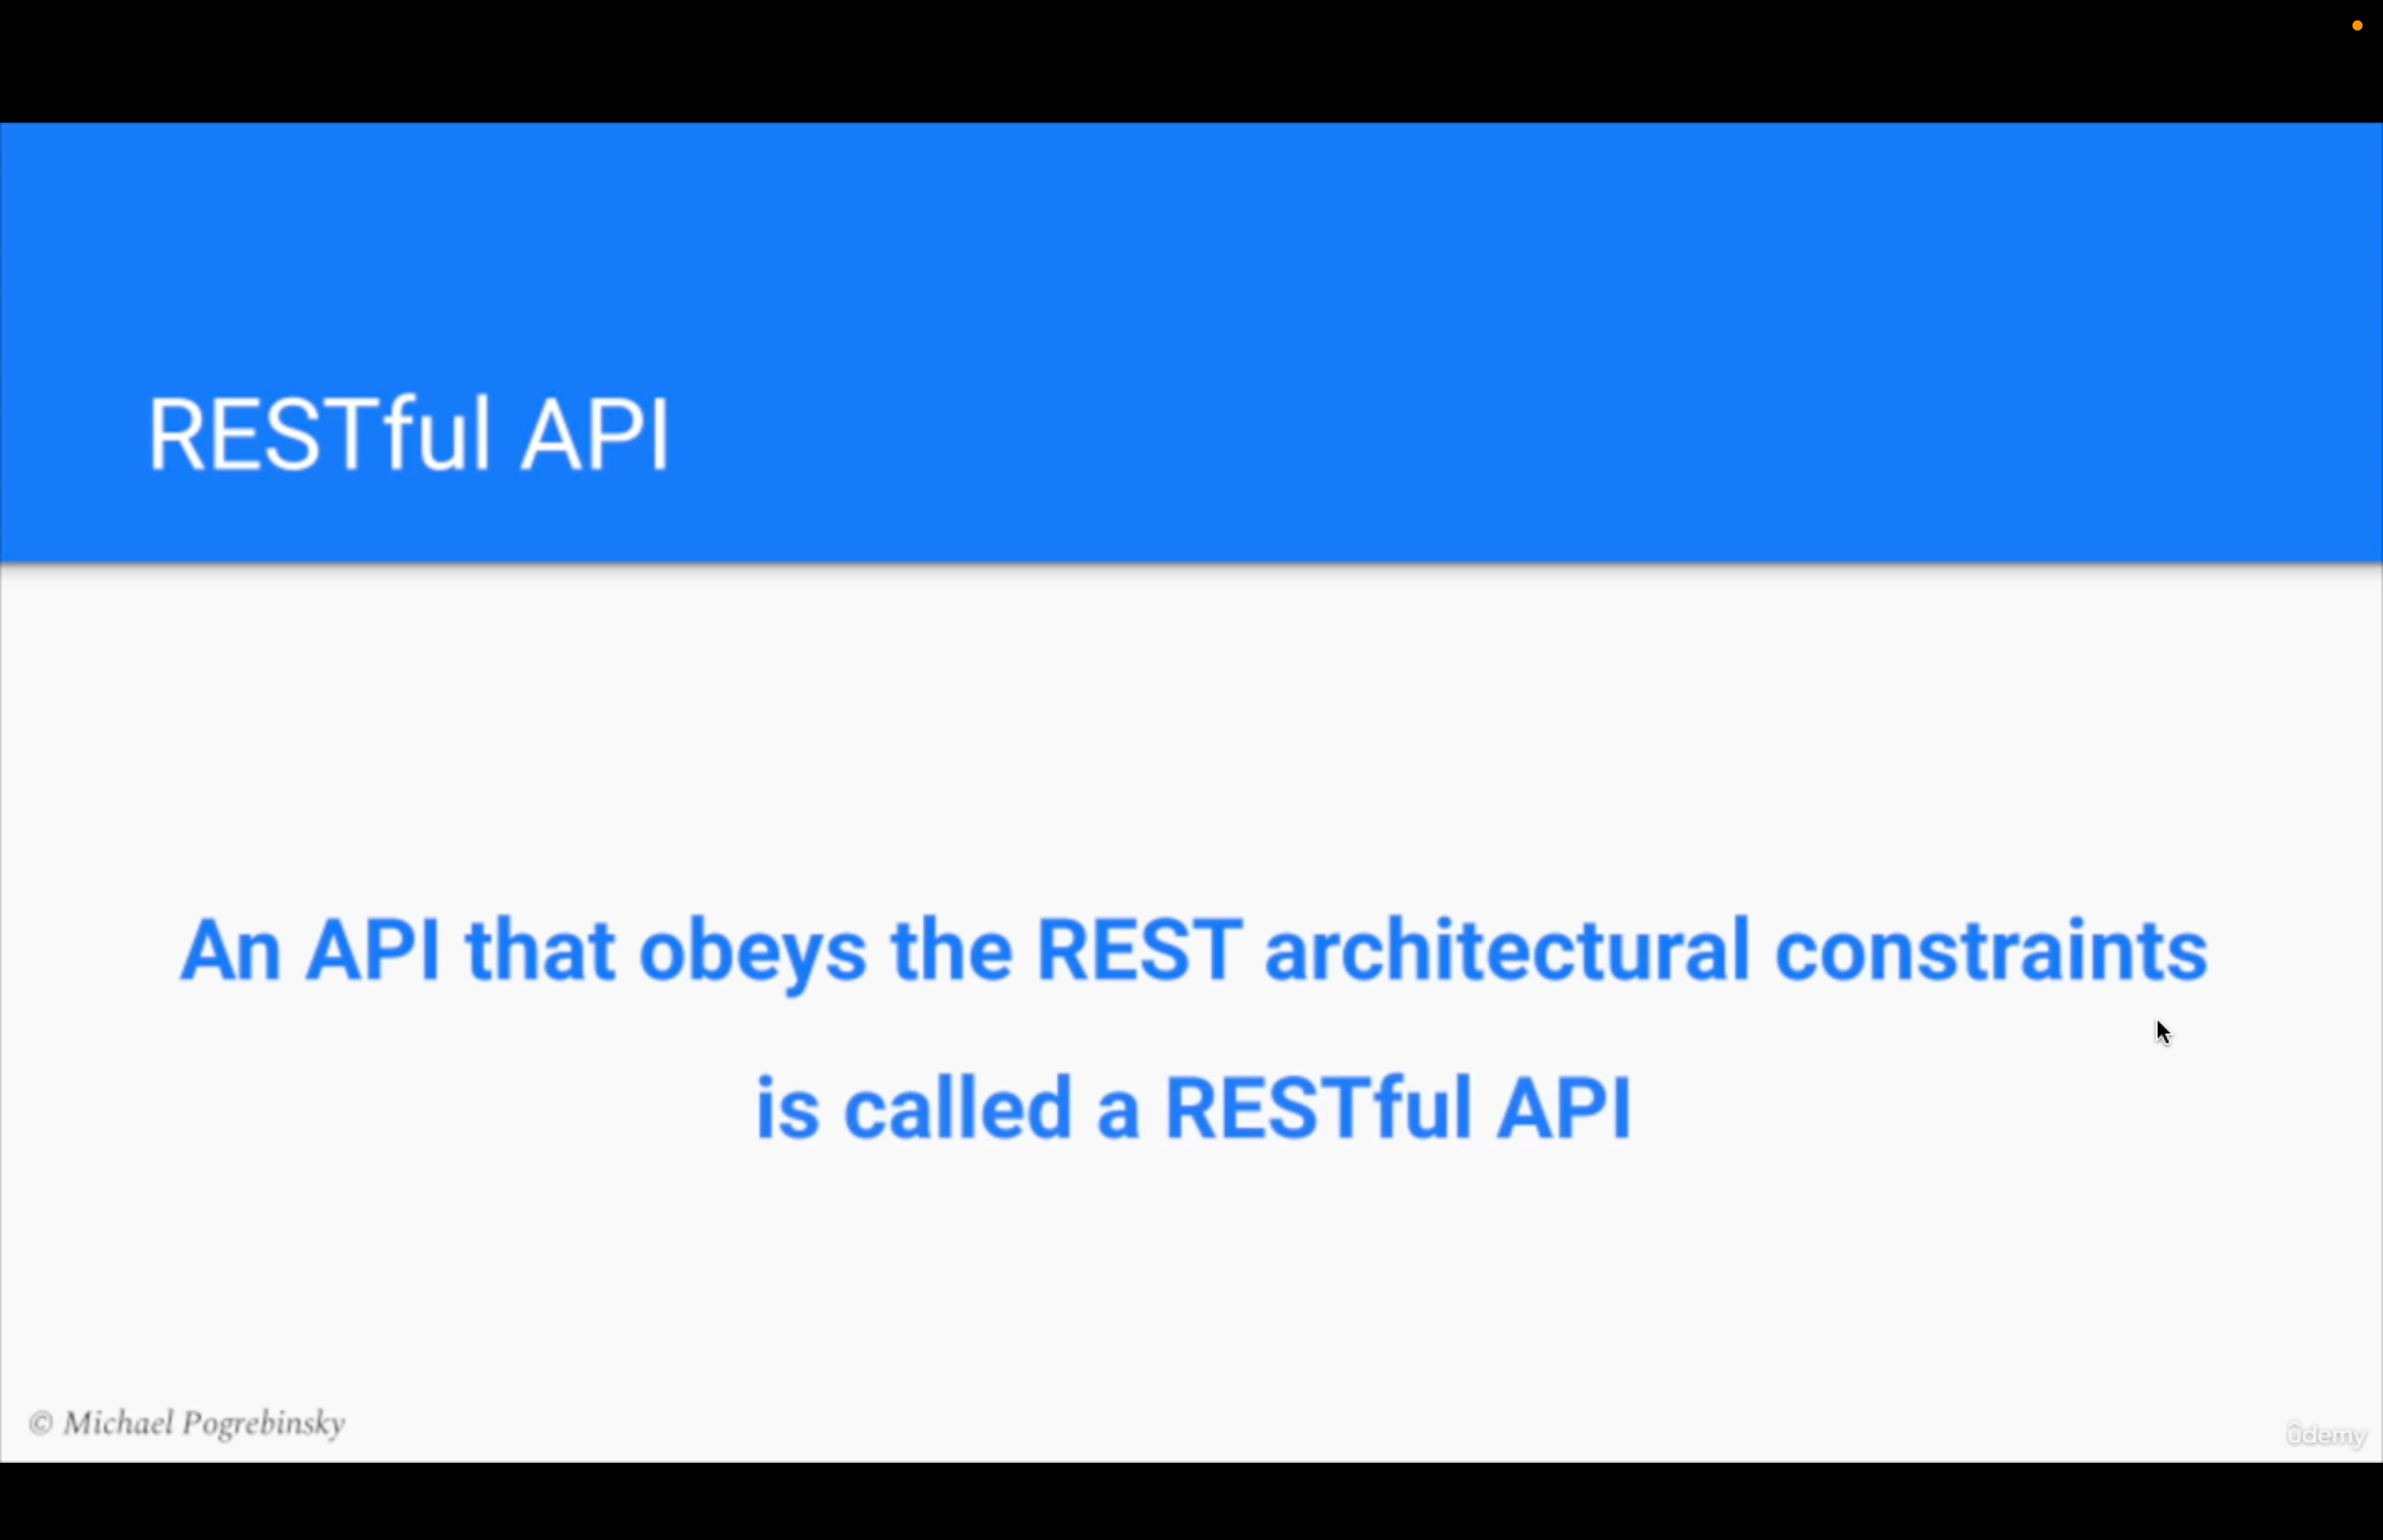 RESTful API
An API that obeys the REST architectural constraints
is called a RESTful API
© Michael Pogrebinsky
ûdemy